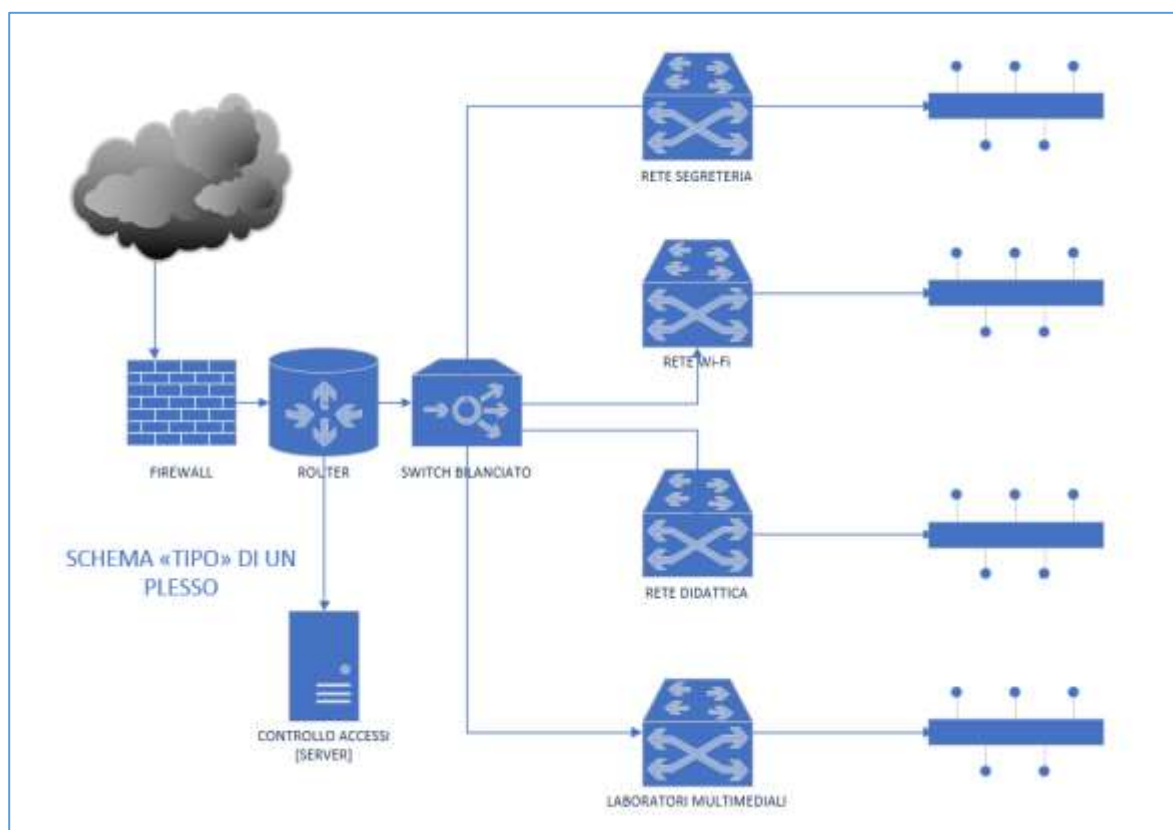 RETE SEGRETERIA
RETE Wi-Fi
FIREWALL
ROUTER
SWITCH BILANCIATO
SCHEMA «TIPO» DI UN
PLESSO
RETE DIDATTICA
CONTROLLO ACCESSI
[SERVER]
LABORATORI MULTIMEDIALI